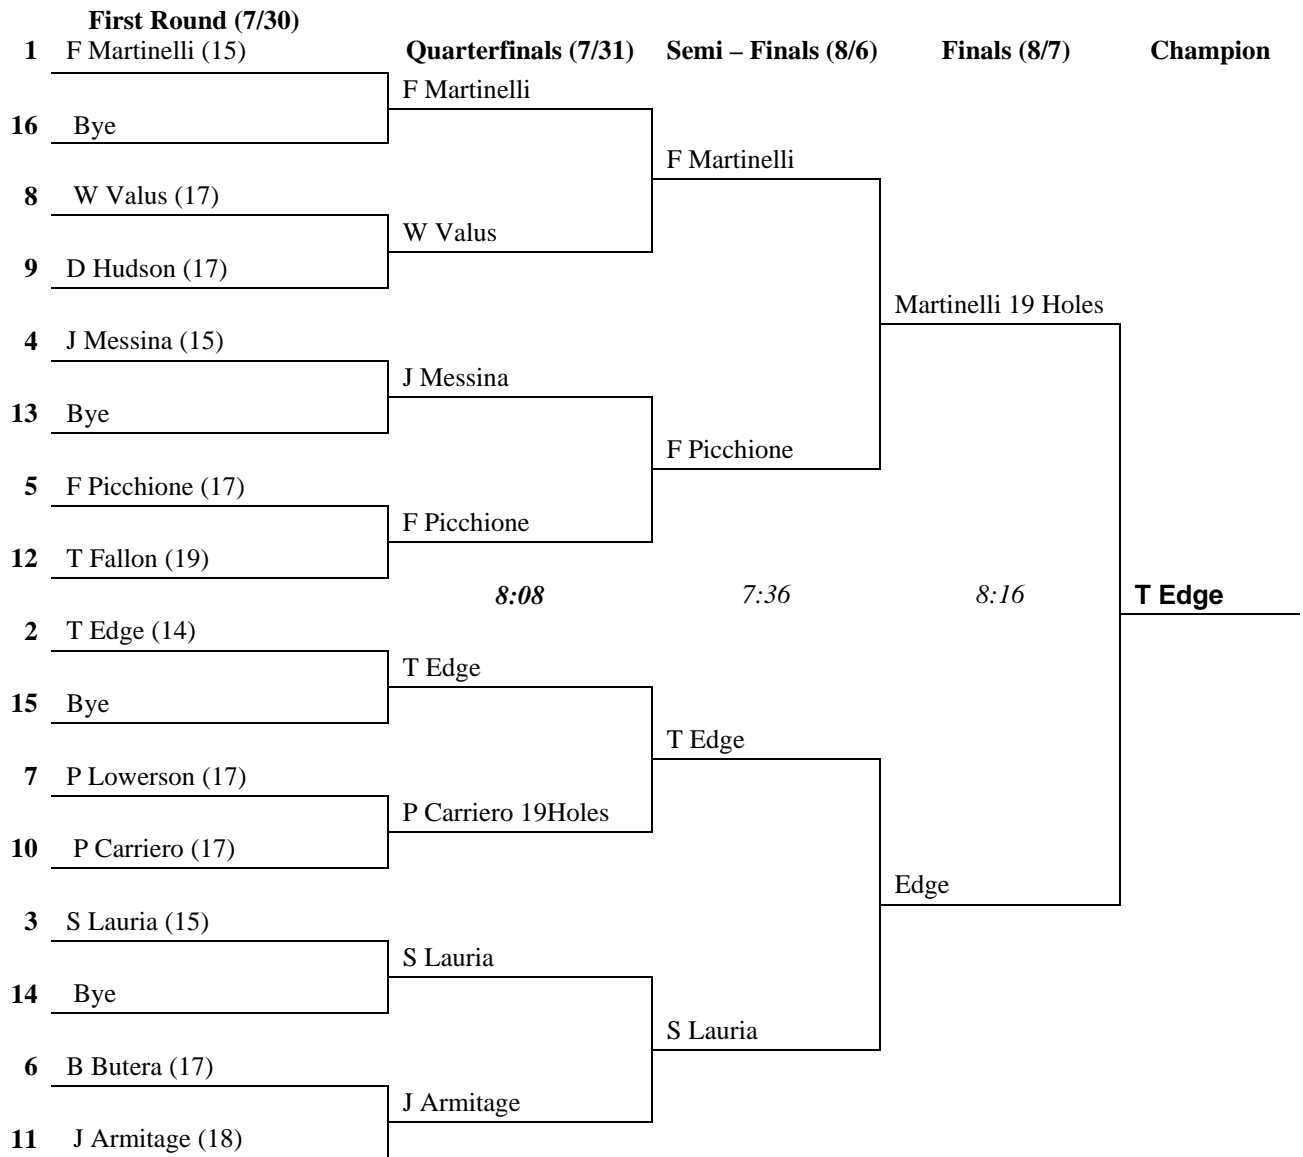 First Round (7/30)
1 F Martinelli (15) Quarterfinals (7/31) Semi – Finals (8/6) Finals (8/7) Champion
F Martinelli
16 Bye
F Martinelli
8 W Valus (17)
W Valus
9 D Hudson (17)
Martinelli 19 Holes
4 J Messina (15)
J Messina
13 Bye
F Picchione
5 F Picchione (17)
F Picchione
12 T Fallon (19)
8:08 7:36 8:16 T Edge
2 T Edge (14)
T Edge
15 Bye
T Edge
7 P Lowerson (17)
P Carriero 19Holes
10 P Carriero (17)
Edge
3 S Lauria (15)
S Lauria
14 Bye
S Lauria
6 B Butera (17)
J Armitage
11 J Armitage (18)